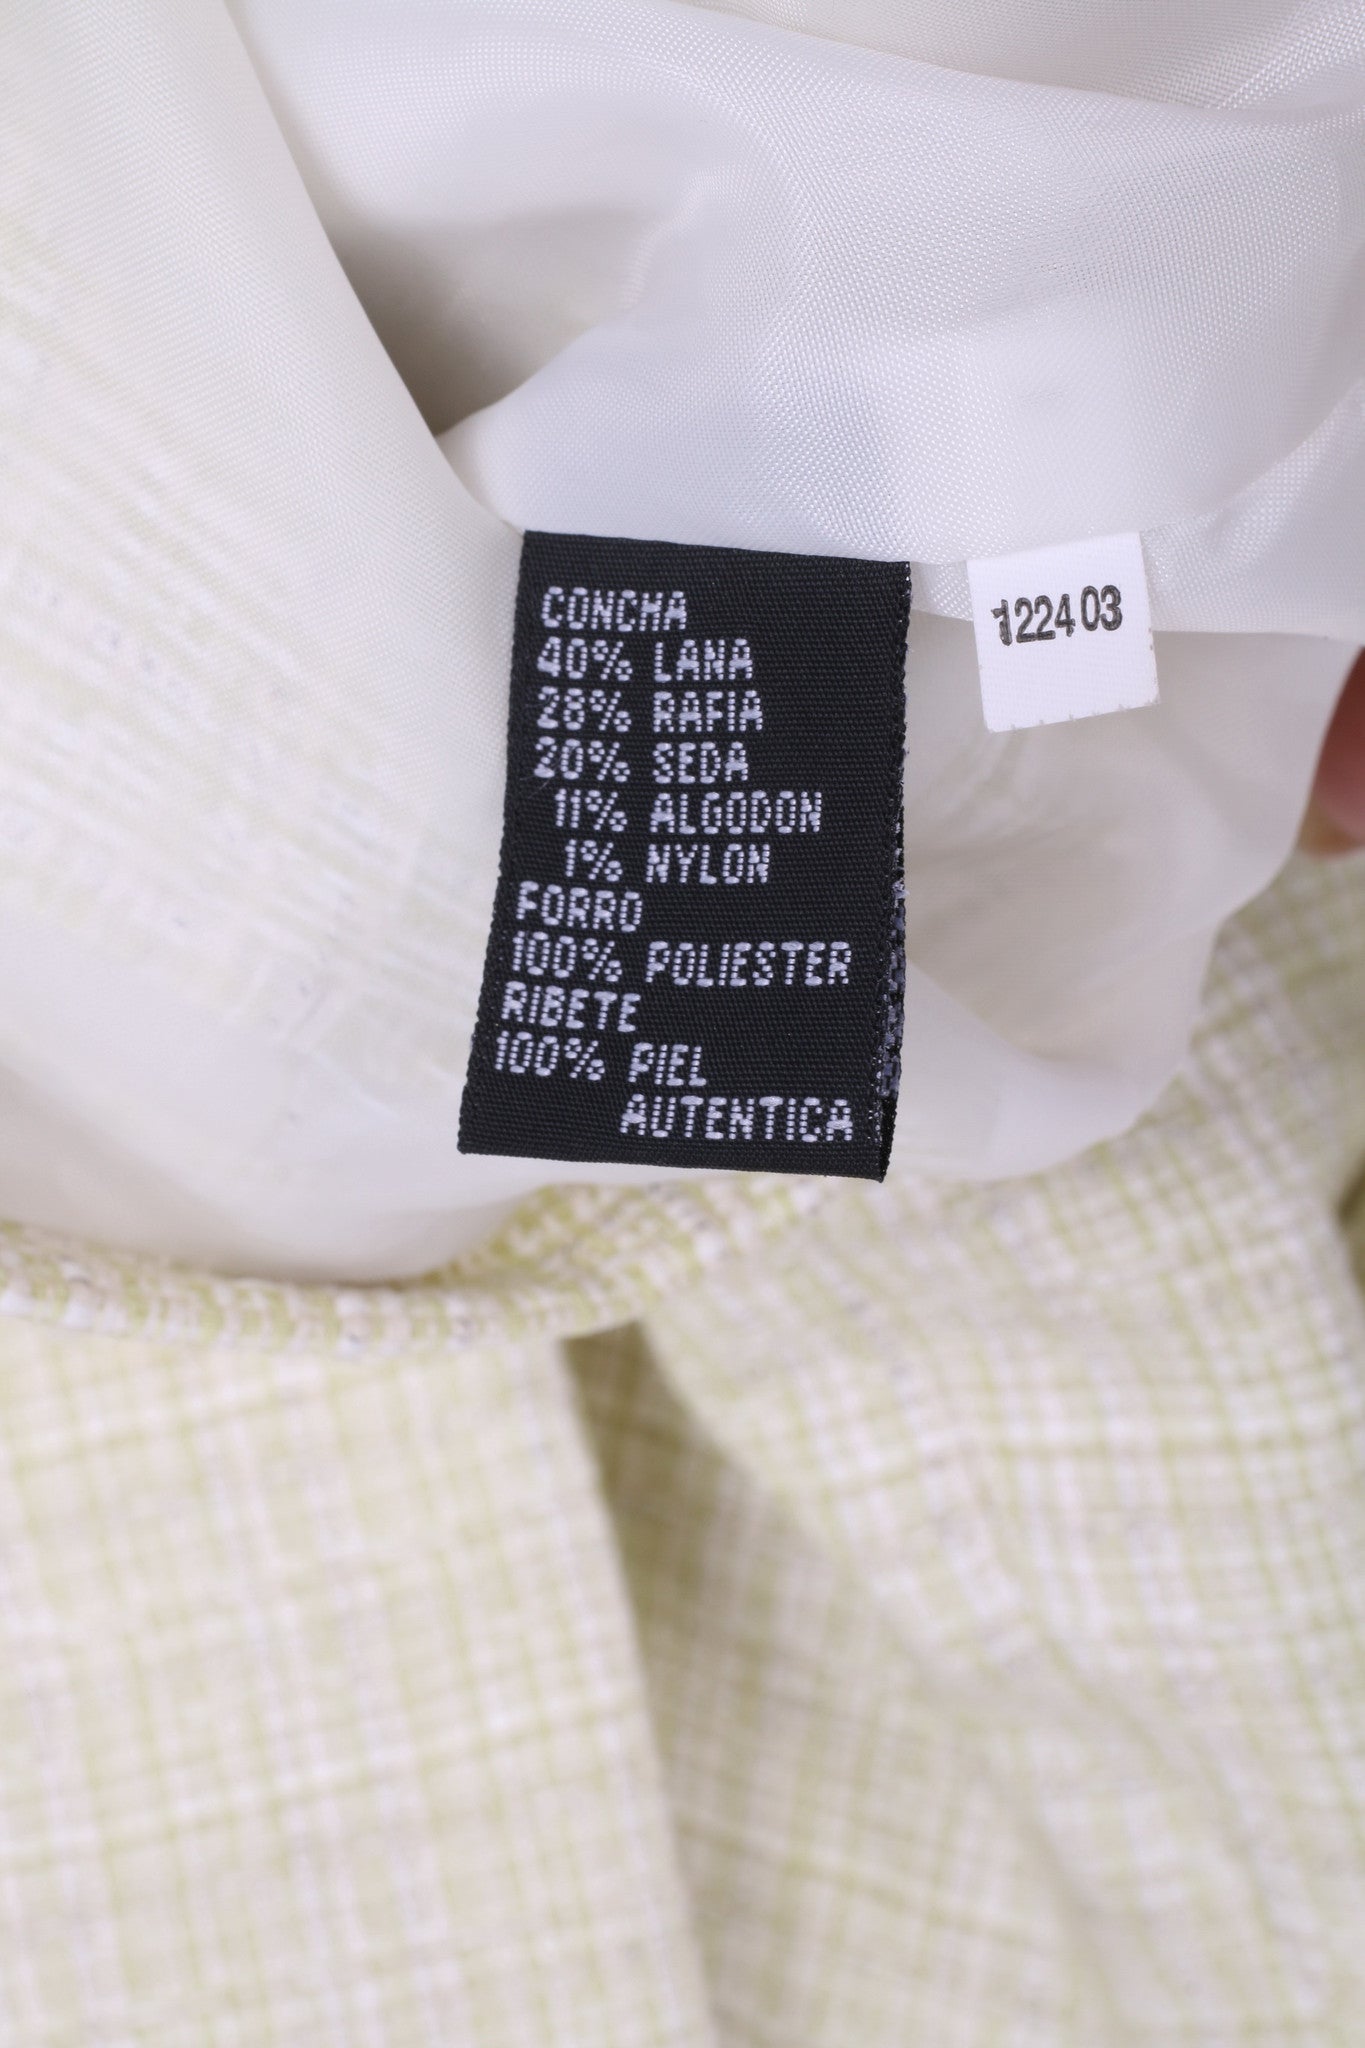 CONCHA
40% LANA
28% RAFIA
20% SEDA
11% ALGODON
1% NYLON
FORRO
100% POLIESTER
RIBETE
100% PIEL
AUTENTICA
122403